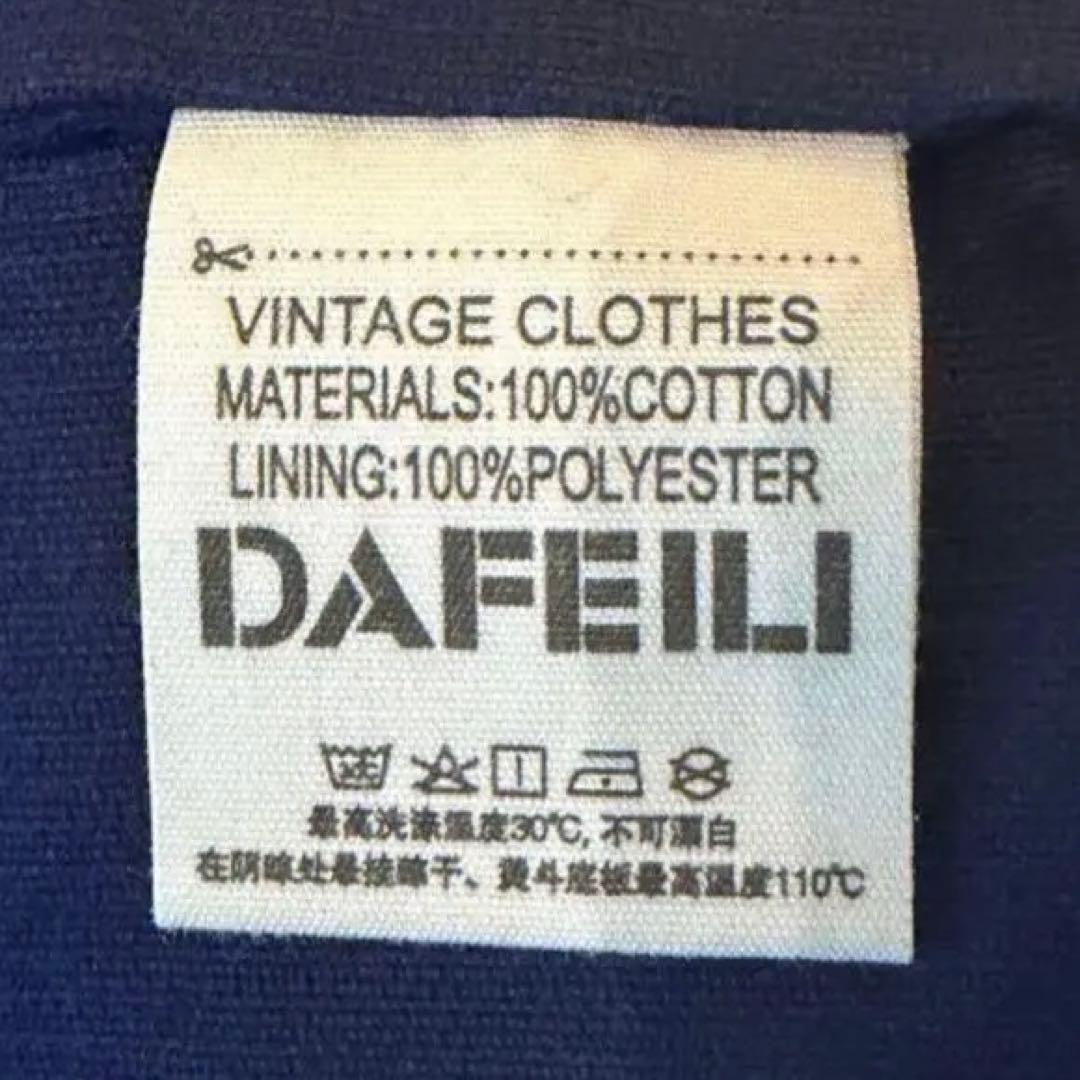 VINTAGE CLOTHES
MATERIALS:100%COTTON
LINING:100%POLYESTER
DAFEILI
最高洗涤温度30℃, 不可漂白
在阴晾处悬挂晾干、熨斗底板最高温度110℃